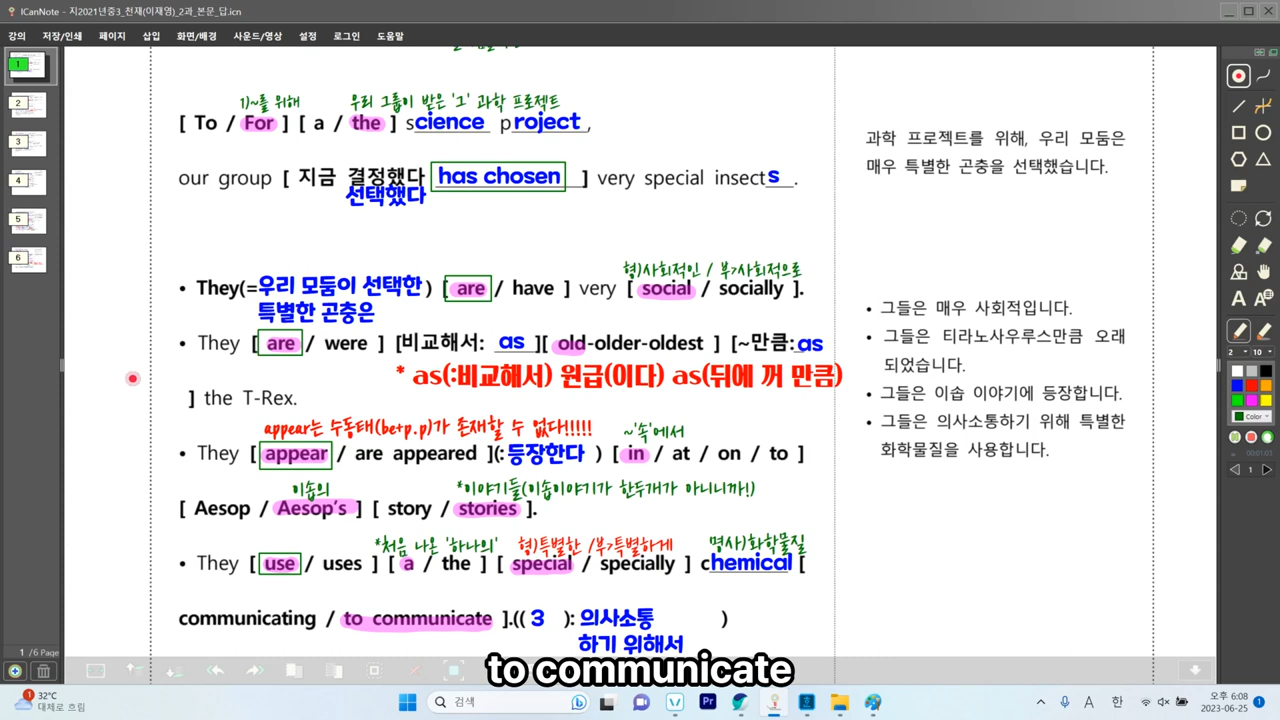 ICanNote - 지2021년중3_천재(이재영)_2과_본문_답.icn
강의 저장/인쇄 페이지 삽입 화면/배경 사운드/영상 설정 로그인 도움말
1)~를 위해 우리 그룹이 받은 '그' 과학 프로젝트
[ To / For ] [ a / the ] science project,
our group [ 지금 결정했다 has chosen ] very special insects.
선택했다
형)사회적인 / 부>사회적으로
• They(=우리 모둠이 선택한 ) [ are / have ] very [ social / socially ].
특별한 곤충은
• They [ are / were ] [비교해서: as ][ old-older-oldest ] [~만큼: as
* as(:비교해서) 원급(이다) as(뒤에 꺼 만큼)
] the T-Rex.
appear는 수동태(be+p.p)가 존재할 수 없다!!!!! ~'속'에서
• They [ appear / are appeared ](: 등장한다 ) [ in / at / on / to ]
이솝의 *이야기들(이솝이야기가 한두개가 아니니까!)
[ Aesop / Aesop's ] [ story / stories ].
*처음 나온 '하나의' 형)특별한 /부>특별하게 명사)화학물질
• They [ use / uses ] [ a / the ] [ special / specially ] chemical [
communicating / to communicate ].(( 3 ): 의사소통 )
하기 위해서
과학 프로젝트를 위해, 우리 모둠은
매우 특별한 곤충을 선택했습니다.
• 그들은 매우 사회적입니다.
• 그들은 티라노사우루스만큼 오래
되었습니다.
• 그들은 이솝 이야기에 등장합니다.
• 그들은 의사소통하기 위해 특별한
화학물질을 사용합니다.
to communicate
1
2
3
4
5
6
1 / 6 Page
2 10
Color
00:01:03
1
32°C
대체로 흐림
검색
A 한
오후 6:08
2023-06-25